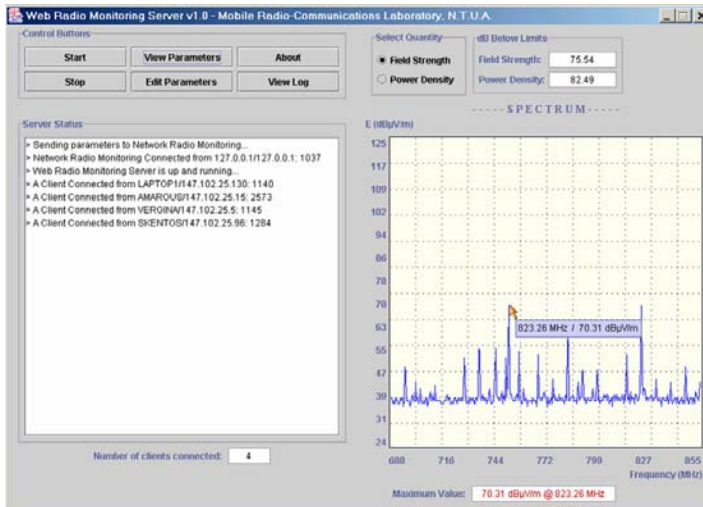 Web Radio Monitoring Server v1.0 - Mobile Radio-Communications Laboratory, N.T.U.A.
Control Buttons
Start View Parameters About
Stop Edit Parameters View Log
Select Quantity
Field Strength
Power Density
dB Below Limits
Field Strength: 75.54
Power Density: 82.49
Server Status
> Sending parameters to Network Radio Monitoring...
> Network Radio Monitoring Connected from 127.0.0.1/127.0.0.1: 1037
> Web Radio Monitoring Server is up and running...
> A Client Connected from LAPTOP1/147.102.25.130: 1140
> A Client Connected from AMAROUS/147.102.25.15: 2573
> A Client Connected from VERGINA/147.102.25.5: 1145
> A Client Connected from SKENTOS/147.102.25.96: 1284
Number of clients connected: 4
-----SPECTRUM-----
E (dBµV/m)
125
117
109
102
94
86
78
70
63
55
47
39
31
24
823.26 MHz / 70.31 dBµV/m
688 716 744 772 799 827 855
Frequency (MHz)
Maximum Value: 70.31 dBµV/m @ 823.26 MHz